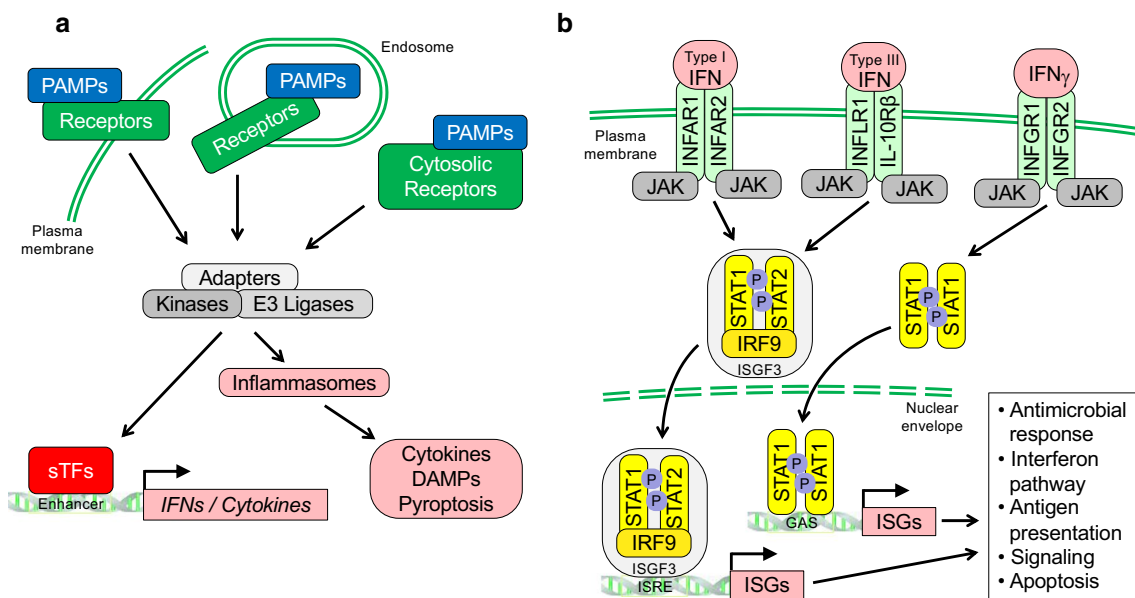 a
Endosome
PAMPs
Receptors
PAMPs
Receptors
PAMPs
Cytosolic
Receptors
Plasma
membrane
Adapters
Kinases
E3 Ligases
Inflammasomes
sTFs
Enhancer
IFNs / Cytokines
Cytokines
DAMPs
Pyroptosis
b
Type I
IFN
Type III
IFN
IFNγ
Plasma
membrane
INFAR1
INFAR2
INFLR1
IL-10Rβ
INFGR1
INFGR2
JAK
JAK
JAK
JAK
JAK
JAK
STAT1
P
P
STAT2
IRF9
ISGF3
STAT1
P
P
STAT1
Nuclear
envelope
STAT1
P
P
STAT2
IRF9
ISGF3
ISRE
ISGs
STAT1
P
P
STAT1
GAS
ISGs
• Antimicrobial
response
• Interferon
pathway
• Antigen
presentation
• Signaling
• Apoptosis